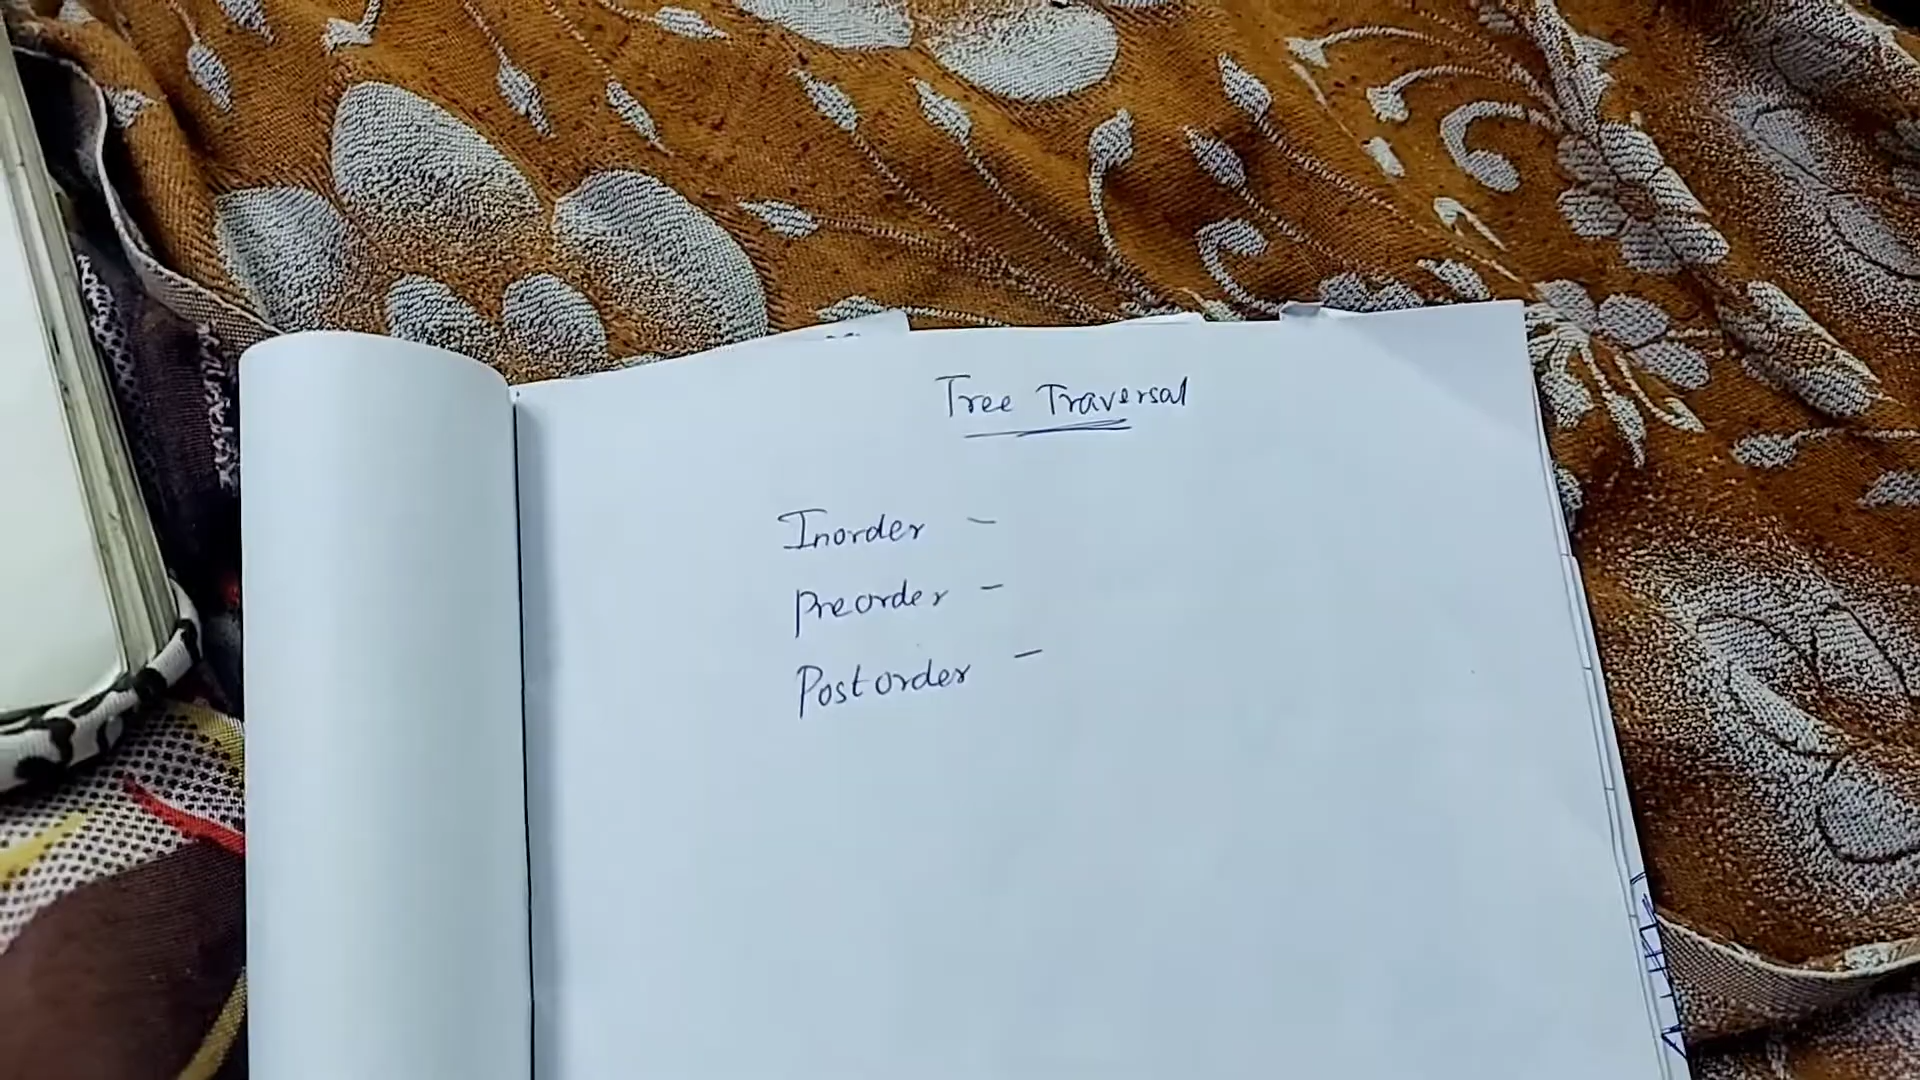 Tree Traversal
Inorder -
Preorder -
Postorder -